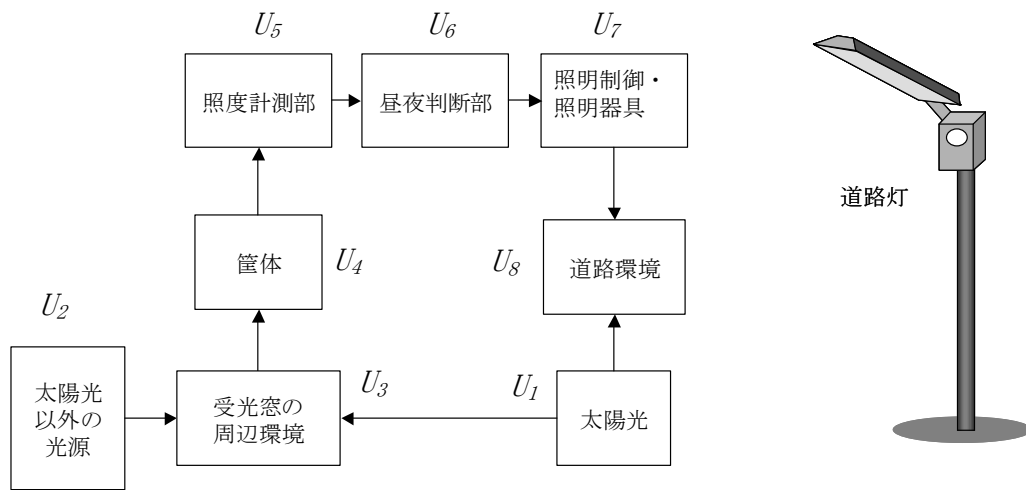 U5
U6
U7
照度計測部
昼夜判断部
照明制御・
照明器具
道路灯
筐体
U4
U8
道路環境
U2
太陽光
以外の
光源
受光窓の
周辺環境
U3
U1
太陽光